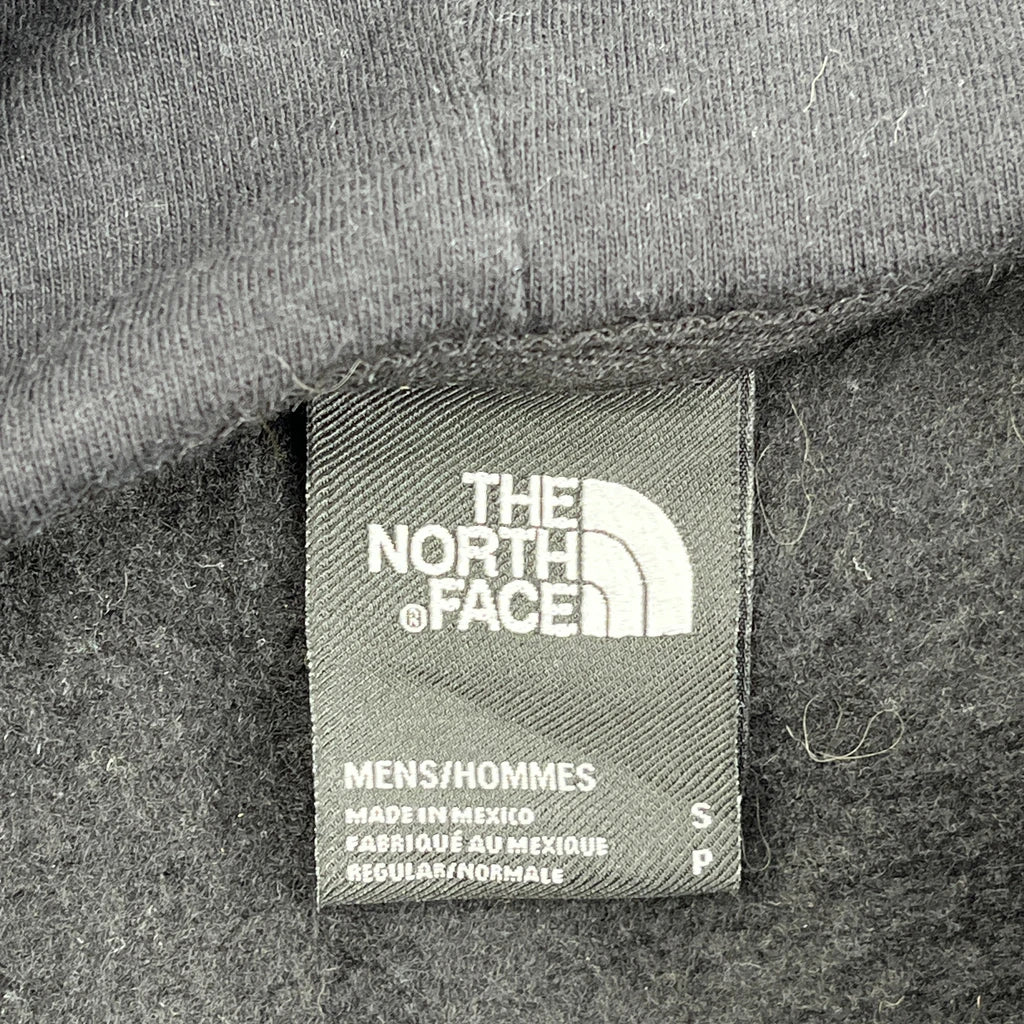 THE
NORTH
®FACE
MENS/HOMMES
MADE IN MEXICO S
FABRIQUÉ AU MEXIQUE P
REGULAR/NORMALE